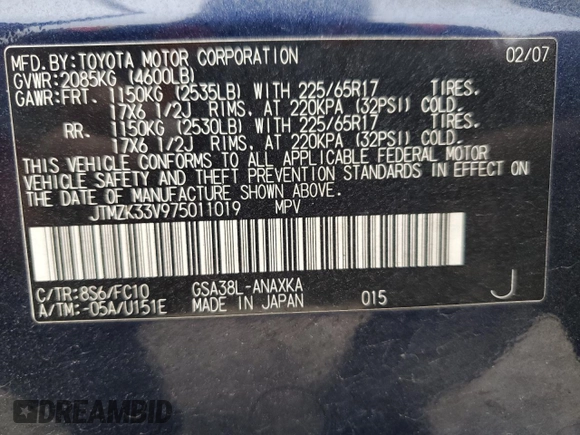 MFD.BY:TOYOTA MOTOR CORPORATION 02/07
GVWR:2085KG (4600LB)
GAWR:FRT. 1150KG (2535LB) WITH 225/65R17 TIRES.
17X6 1/2J RIMS. AT 220KPA (32PSI) COLD.
RR. 1150KG (2530LB) WITH 225/65R17 TIRES.
17X6 1/2J RIMS. AT 220KPA (32PSI) COLD.
THIS VEHICLE CONFORMS TO ALL APPLICABLE FEDERAL MOTOR
VEHICLE SAFETY AND THEFT PREVENTION STANDARDS IN EFFECT ON
THE DATE OF MANUFACTURE SHOWN ABOVE.
JTMZK33V975011019 MPV
C/TR:8S6/FC10 GSA38L-ANAXKA
A/TM:-05A/U151E MADE IN JAPAN 015 J
DREAMBID